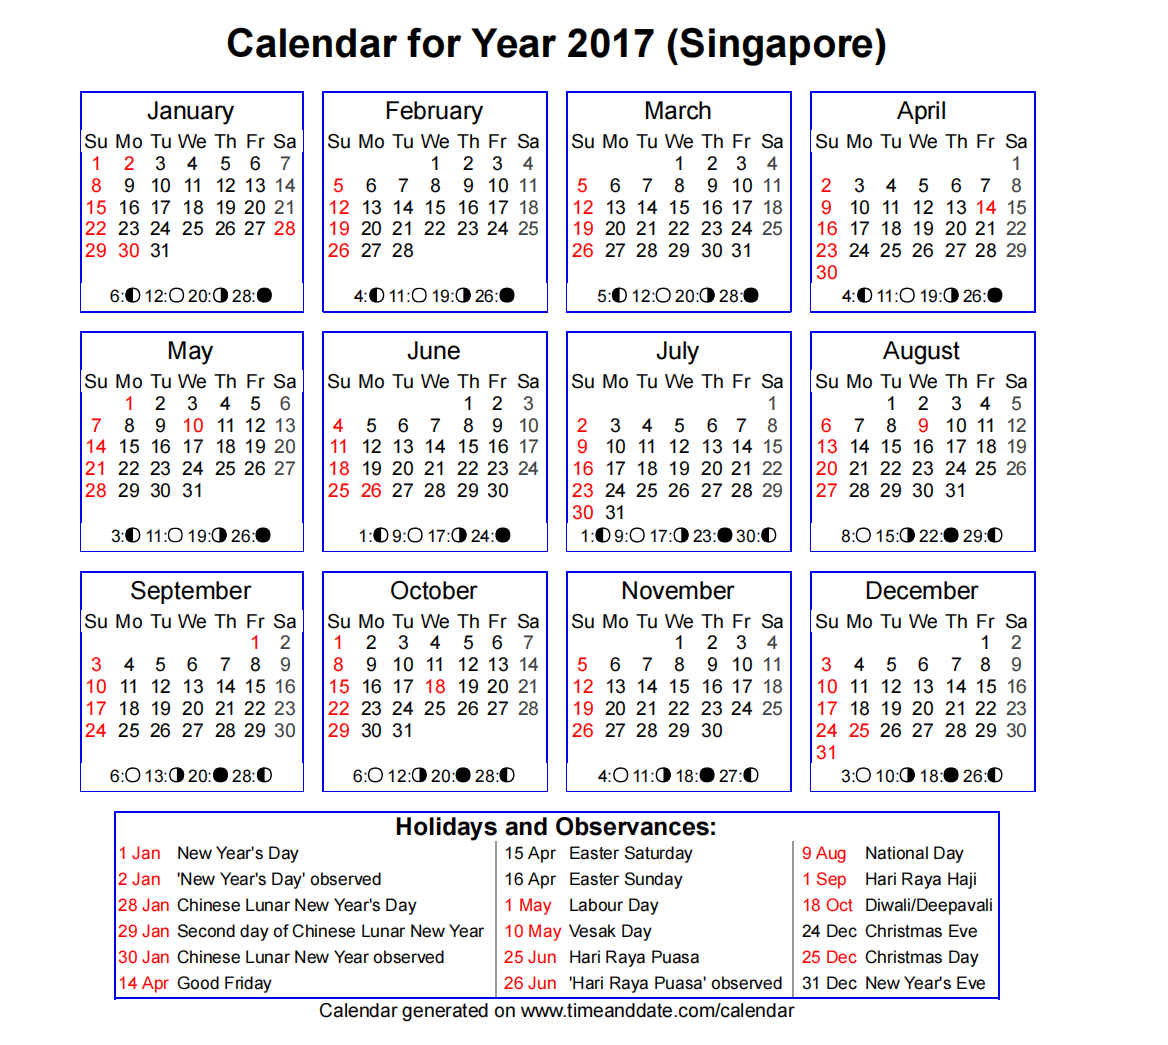 Calendar for Year 2017 (Singapore)
January
Su Mo Tu We Th Fr Sa
1 2 3 4 5 6 7
8 9 10 11 12 13 14
15 16 17 18 19 20 21
22 23 24 25 26 27 28
29 30 31
6: 12: 20: 28:
February
Su Mo Tu We Th Fr Sa
1 2 3 4
5 6 7 8 9 10 11
12 13 14 15 16 17 18
19 20 21 22 23 24 25
26 27 28
4: 11: 19: 26:
March
Su Mo Tu We Th Fr Sa
1 2 3 4
5 6 7 8 9 10 11
12 13 14 15 16 17 18
19 20 21 22 23 24 25
26 27 28 29 30 31
5: 12: 20: 28:
April
Su Mo Tu We Th Fr Sa
1
2 3 4 5 6 7 8
9 10 11 12 13 14 15
16 17 18 19 20 21 22
23 24 25 26 27 28 29
30
4: 11: 19: 26:
May
Su Mo Tu We Th Fr Sa
1 2 3 4 5 6
7 8 9 10 11 12 13
14 15 16 17 18 19 20
21 22 23 24 25 26 27
28 29 30 31
3: 11: 19: 26:
June
Su Mo Tu We Th Fr Sa
1 2 3
4 5 6 7 8 9 10
11 12 13 14 15 16 17
18 19 20 21 22 23 24
25 26 27 28 29 30
1: 9: 17: 24:
July
Su Mo Tu We Th Fr Sa
1
2 3 4 5 6 7 8
9 10 11 12 13 14 15
16 17 18 19 20 21 22
23 24 25 26 27 28 29
30 31
1: 9: 17: 23: 30:
August
Su Mo Tu We Th Fr Sa
1 2 3 4 5
6 7 8 9 10 11 12
13 14 15 16 17 18 19
20 21 22 23 24 25 26
27 28 29 30 31
8: 15: 22: 29:
September
Su Mo Tu We Th Fr Sa
1 2
3 4 5 6 7 8 9
10 11 12 13 14 15 16
17 18 19 20 21 22 23
24 25 26 27 28 29 30
6: 13: 20: 28:
October
Su Mo Tu We Th Fr Sa
1 2 3 4 5 6 7
8 9 10 11 12 13 14
15 16 17 18 19 20 21
22 23 24 25 26 27 28
29 30 31
6: 12: 20: 28:
November
Su Mo Tu We Th Fr Sa
1 2 3 4
5 6 7 8 9 10 11
12 13 14 15 16 17 18
19 20 21 22 23 24 25
26 27 28 29 30
4: 11: 18: 27:
December
Su Mo Tu We Th Fr Sa
1 2
3 4 5 6 7 8 9
10 11 12 13 14 15 16
17 18 19 20 21 22 23
24 25 26 27 28 29 30
31
3: 10: 18: 26:
Holidays and Observances:
1 Jan New Year's Day
2 Jan 'New Year's Day' observed
28 Jan Chinese Lunar New Year's Day
29 Jan Second day of Chinese Lunar New Year
30 Jan Chinese Lunar New Year observed
14 Apr Good Friday
15 Apr Easter Saturday
16 Apr Easter Sunday
1 May Labour Day
10 May Vesak Day
25 Jun Hari Raya Puasa
26 Jun 'Hari Raya Puasa' observed
9 Aug National Day
1 Sep Hari Raya Haji
18 Oct Diwali/Deepavali
24 Dec Christmas Eve
25 Dec Christmas Day
31 Dec New Year's Eve
Calendar generated on www.timeanddate.com/calendar